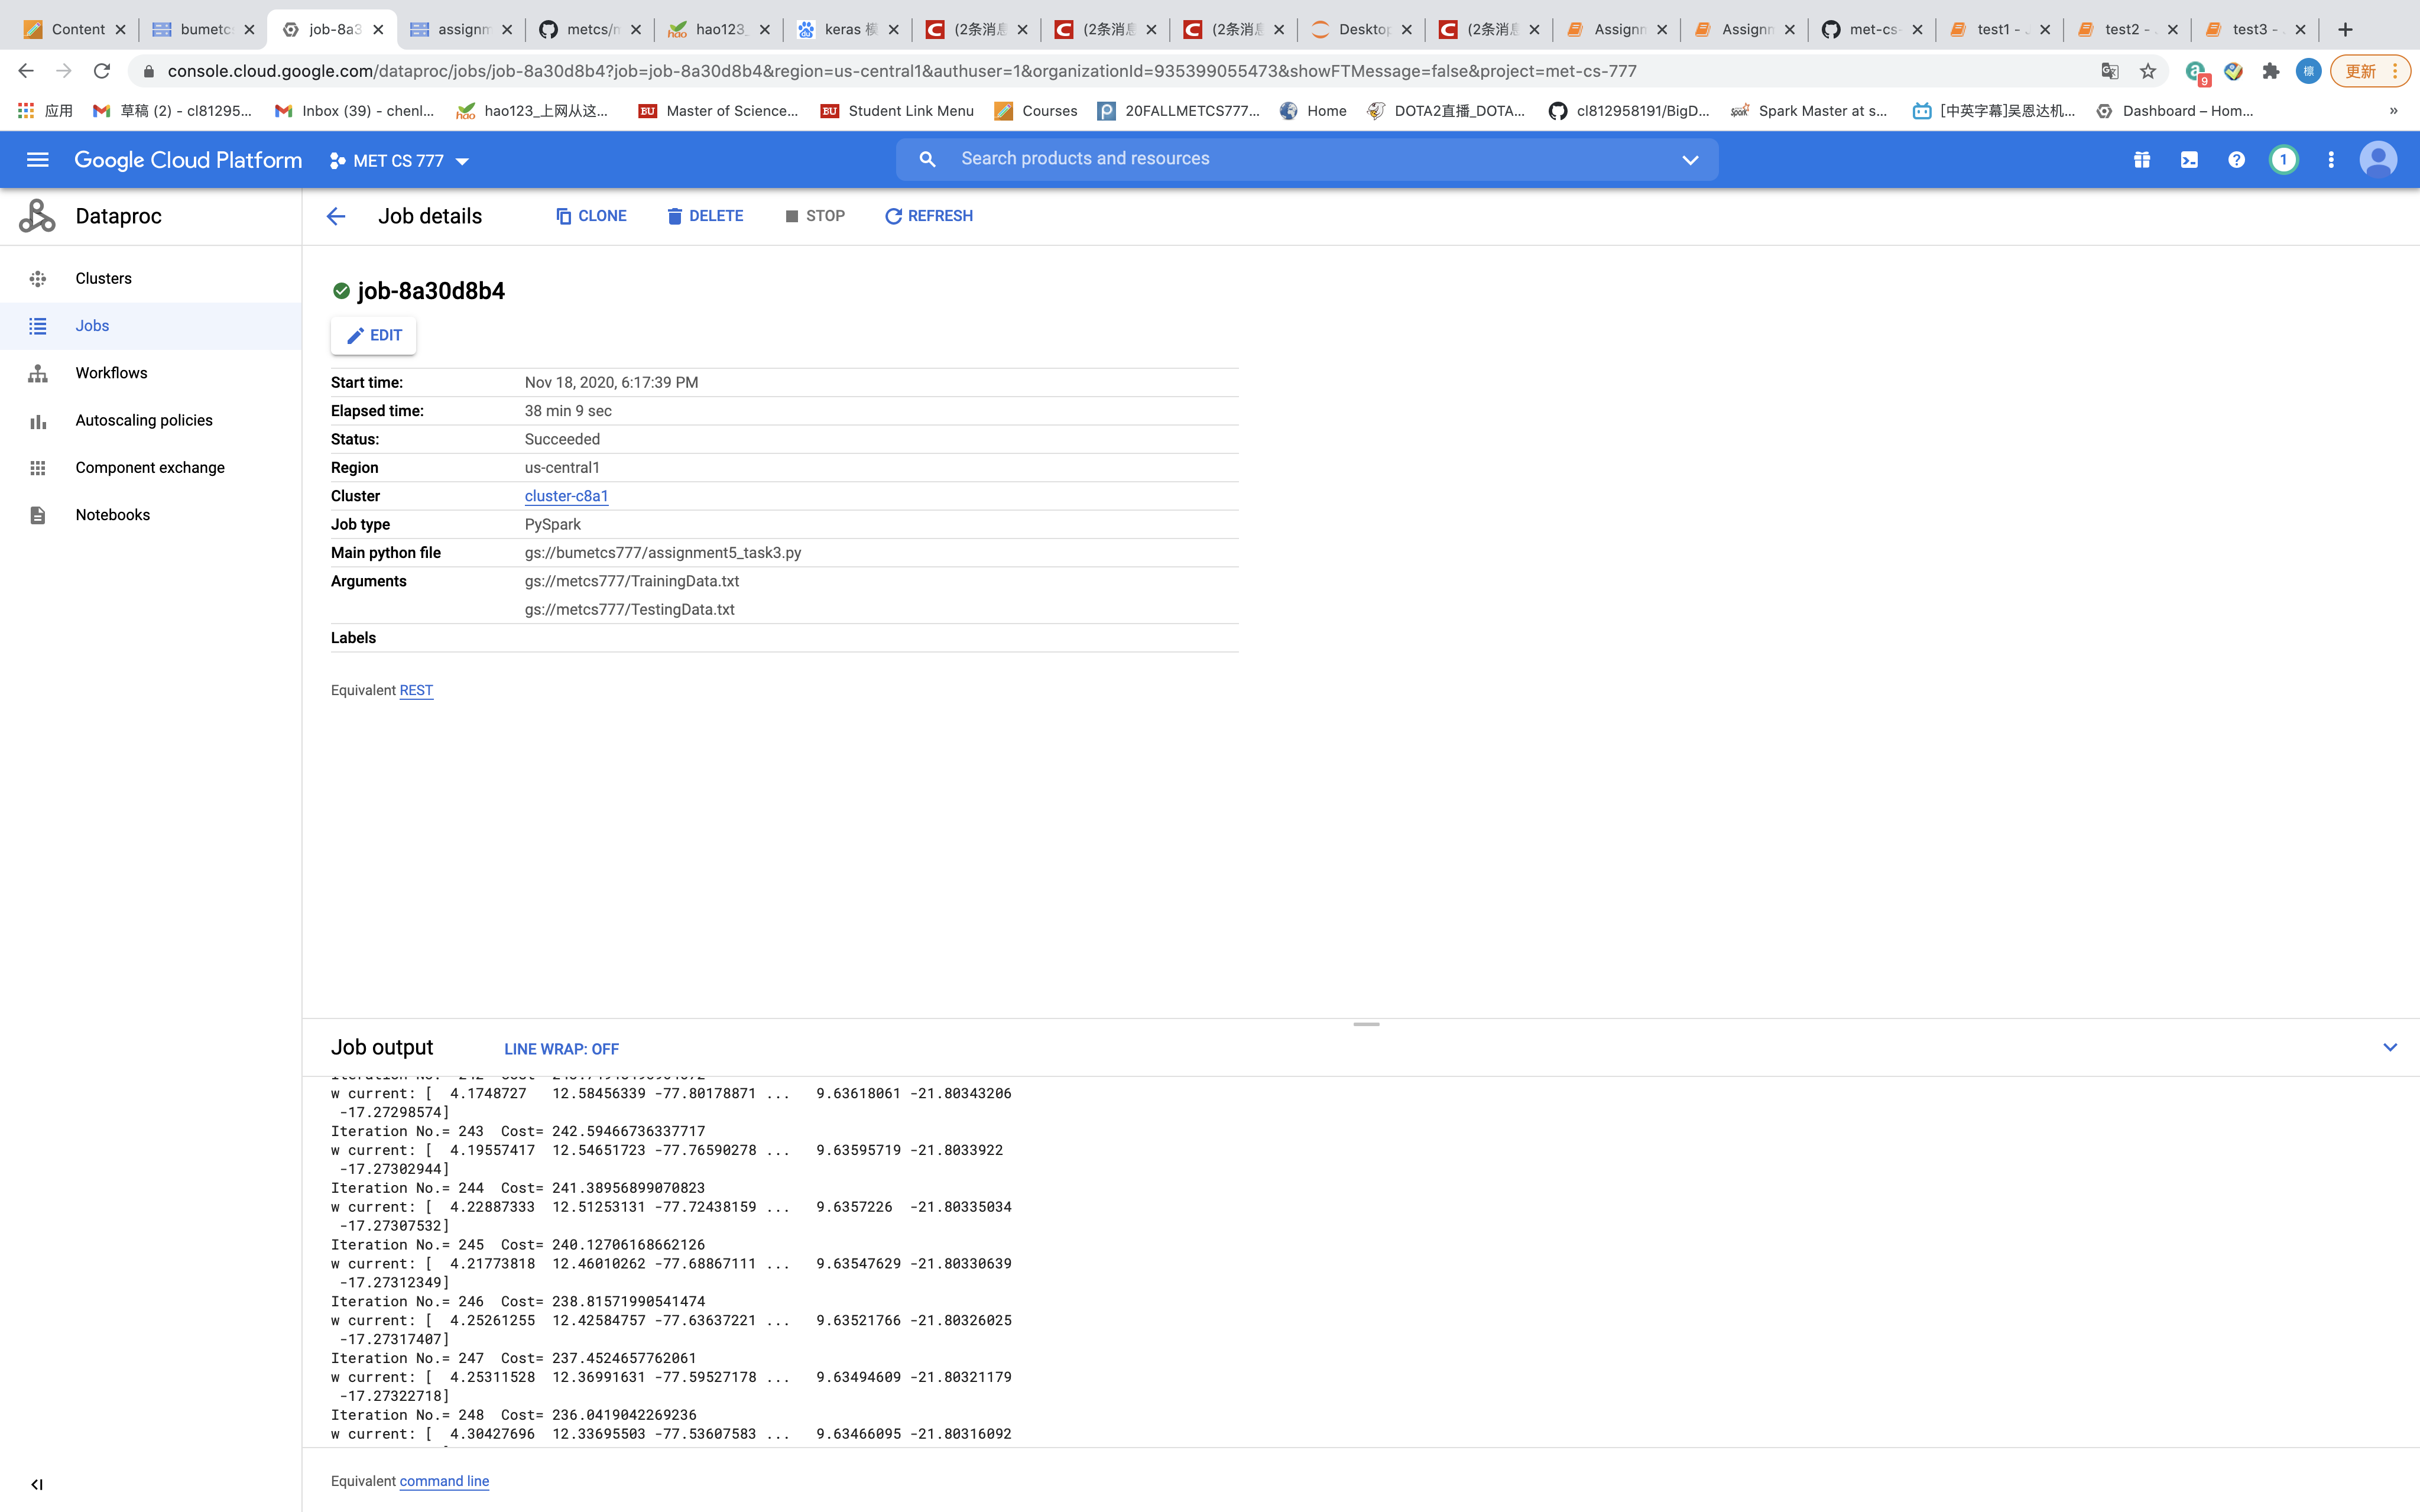 Content
bumetc
job-8a3
assignm
metcs/n
hao123_
keras 模
(2条消息
(2条消息
(2条消息
Desktop
(2条消息
Assignm
Assignm
met-cs-
test1 -
test2 -
test3 -
console.cloud.google.com/dataproc/jobs/job-8a30d8b4?job=job-8a30d8b4&region=us-central1&authuser=1&organizationId=935399055473&showFTMessage=false&project=met-cs-777
9
檁
更新
应用
草稿 (2) - cl81295...
Inbox (39) - chenl...
hao123_上网从这...
Master of Science...
Student Link Menu
Courses
20FALLMETCS777...
Home
DOTA2直播_DOTA...
cl812958191/BigD...
Spark Master at s...
[中英字幕]吴恩达机...
Dashboard – Hom...
»
Google Cloud Platform
MET CS 777
Search products and resources
1
Dataproc
Job details
CLONE
DELETE
STOP
REFRESH
Clusters
Jobs
Workflows
Autoscaling policies
Component exchange
Notebooks
job-8a30d8b4
EDIT
Start time: Nov 18, 2020, 6:17:39 PM
Elapsed time: 38 min 9 sec
Status: Succeeded
Region us-central1
Cluster cluster-c8a1
Job type PySpark
Main python file gs://bumetcs777/assignment5_task3.py
Arguments gs://metcs777/TrainingData.txt
gs://metcs777/TestingData.txt
Labels
Equivalent REST
Job output
LINE WRAP: OFF
w current: [  4.1748727   12.58456339 -77.80178871 ...   9.63618061 -21.80343206
 -17.27298574]
Iteration No.= 243  Cost= 242.59466736337717
w current: [  4.19557417  12.54651723 -77.76590278 ...   9.63595719 -21.8033922
 -17.27302944]
Iteration No.= 244  Cost= 241.38956899070823
w current: [  4.22887333  12.51253131 -77.72438159 ...   9.6357226  -21.80335034
 -17.27307532]
Iteration No.= 245  Cost= 240.12706168662126
w current: [  4.21773818  12.46010262 -77.68867111 ...   9.63547629 -21.80330639
 -17.27312349]
Iteration No.= 246  Cost= 238.81571990541474
w current: [  4.25261255  12.42584757 -77.63637221 ...   9.63521766 -21.80326025
 -17.27317407]
Iteration No.= 247  Cost= 237.4524657762061
w current: [  4.25311528  12.36991631 -77.59527178 ...   9.63494609 -21.80321179
 -17.27322718]
Iteration No.= 248  Cost= 236.0419042269236
w current: [  4.30427696  12.33695503 -77.53607583 ...   9.63466095 -21.80316092
Equivalent command line